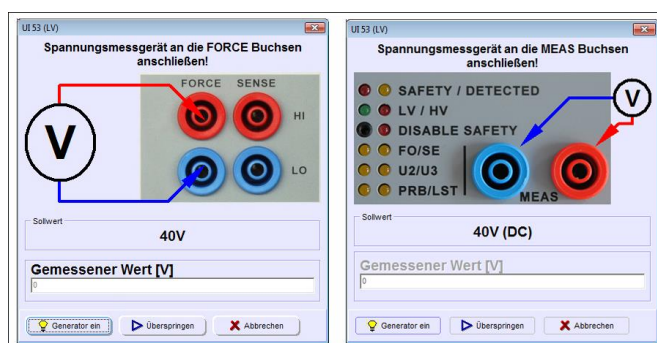 UI 53 (LV)
Spannungsmessgerät an die FORCE Buchsen
anschließen!
FORCE SENSE
HI
V
LO
Sollwert
40V
Gemessener Wert [V]
0
Generator ein
Überspringen
Abbrechen
UI 53 (LV)
Spannungsmessgerät an die MEAS Buchsen
anschließen!
SAFETY / DETECTED
V
LV / HV
DISABLE SAFETY
FO/SE
U2/U3
PRB/LST
MEAS
Sollwert
40V (DC)
Gemessener Wert [V]
0
Generator ein
Überspringen
Abbrechen